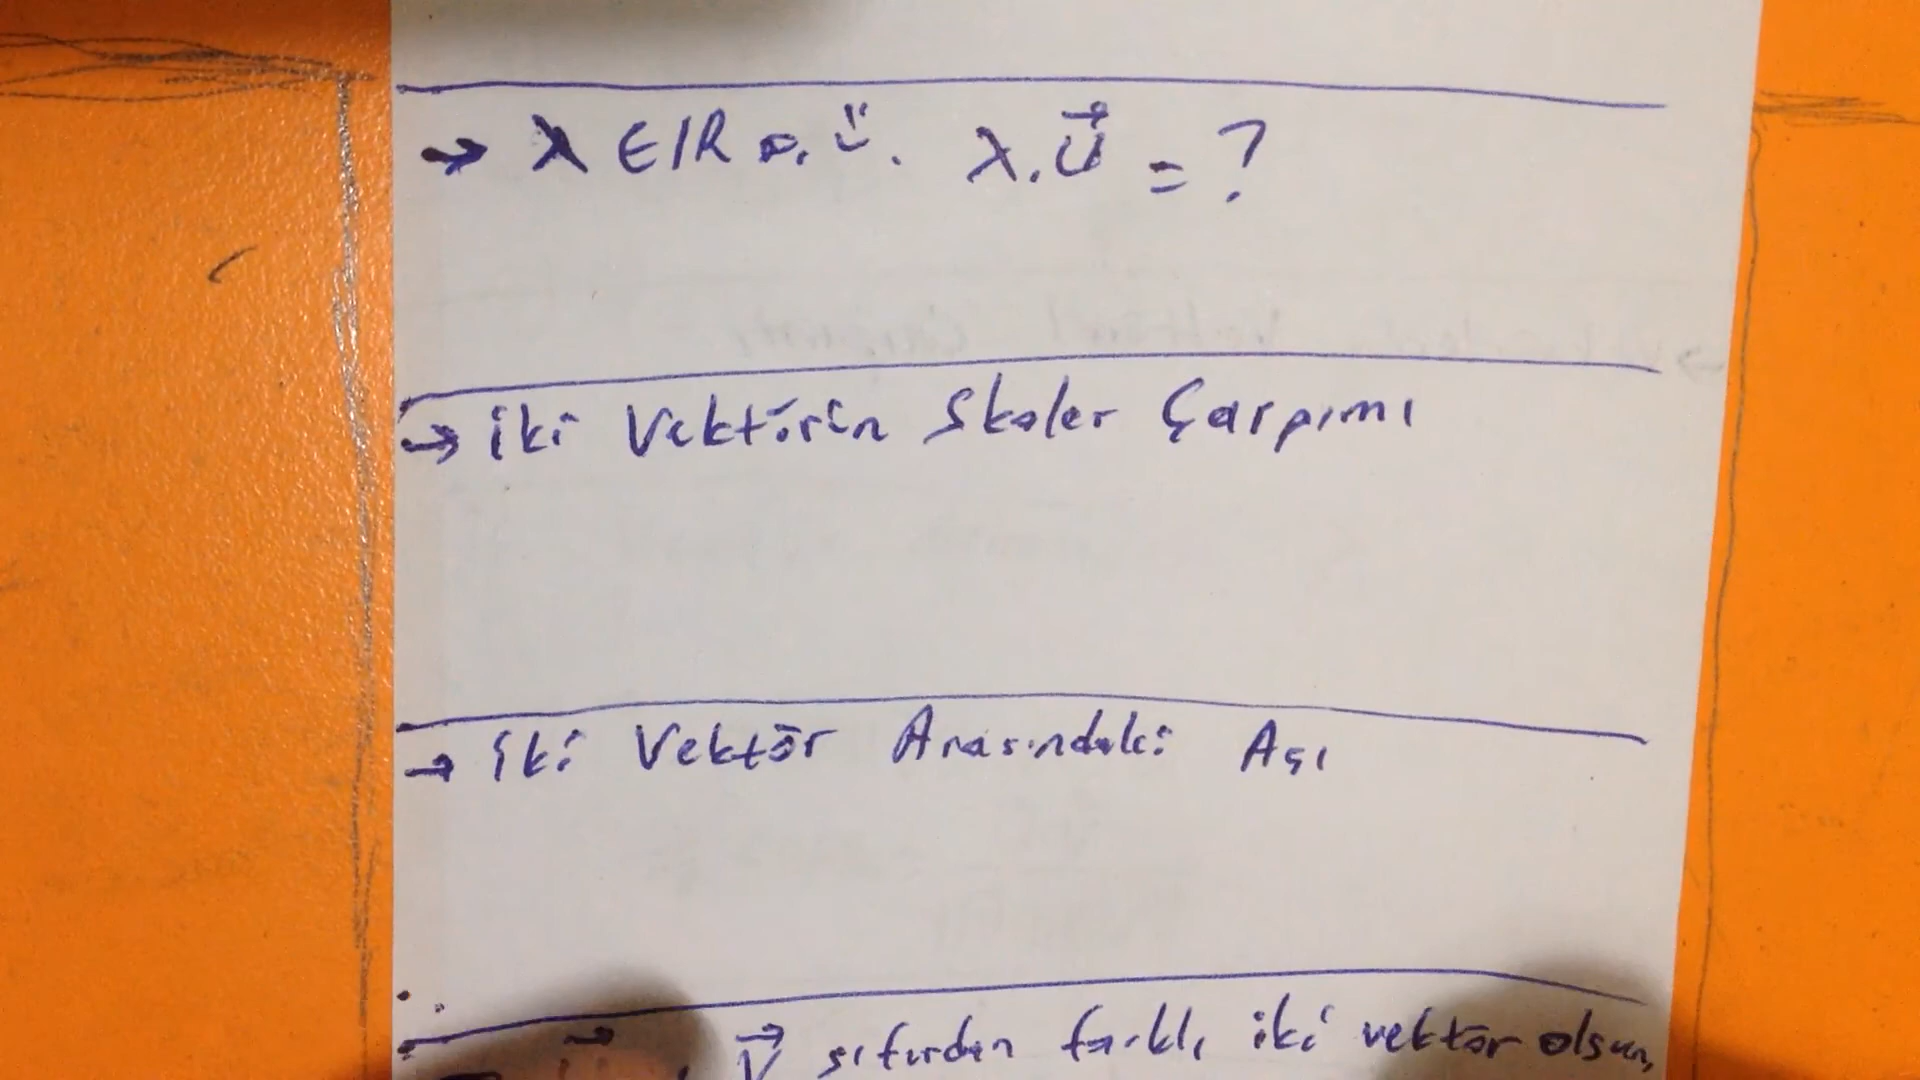 → λ ∈ IR o.ü. λ.u⃗ = ?
→ iki Vektörün Skaler Çarpımı
→ iki Vektör Arasındaki Açı
, v⃗ sıfırdan farklı iki vektör olsun,